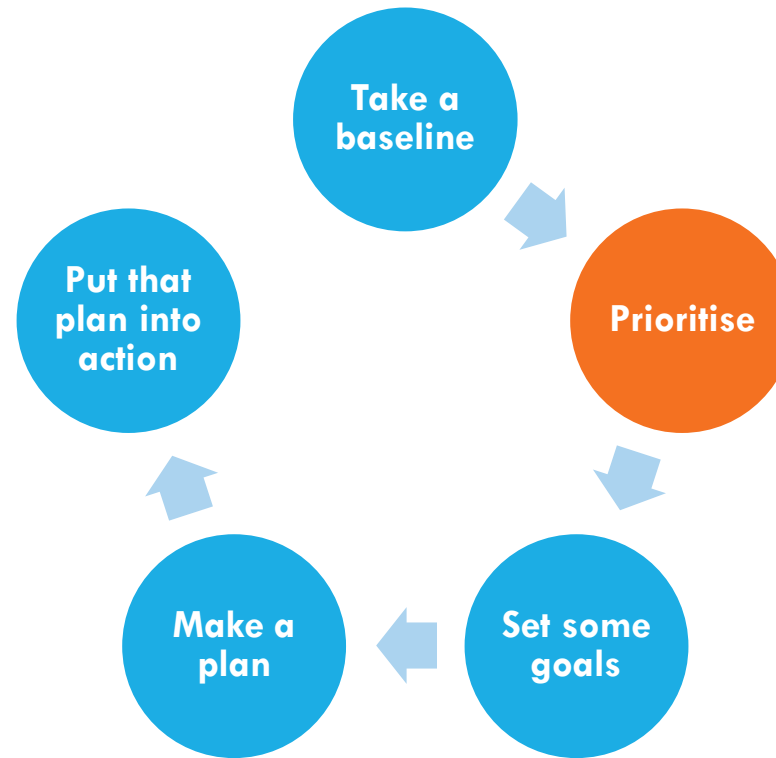 Take a
baseline
Prioritise
Set some
goals
Make a
plan
Put that
plan into
action